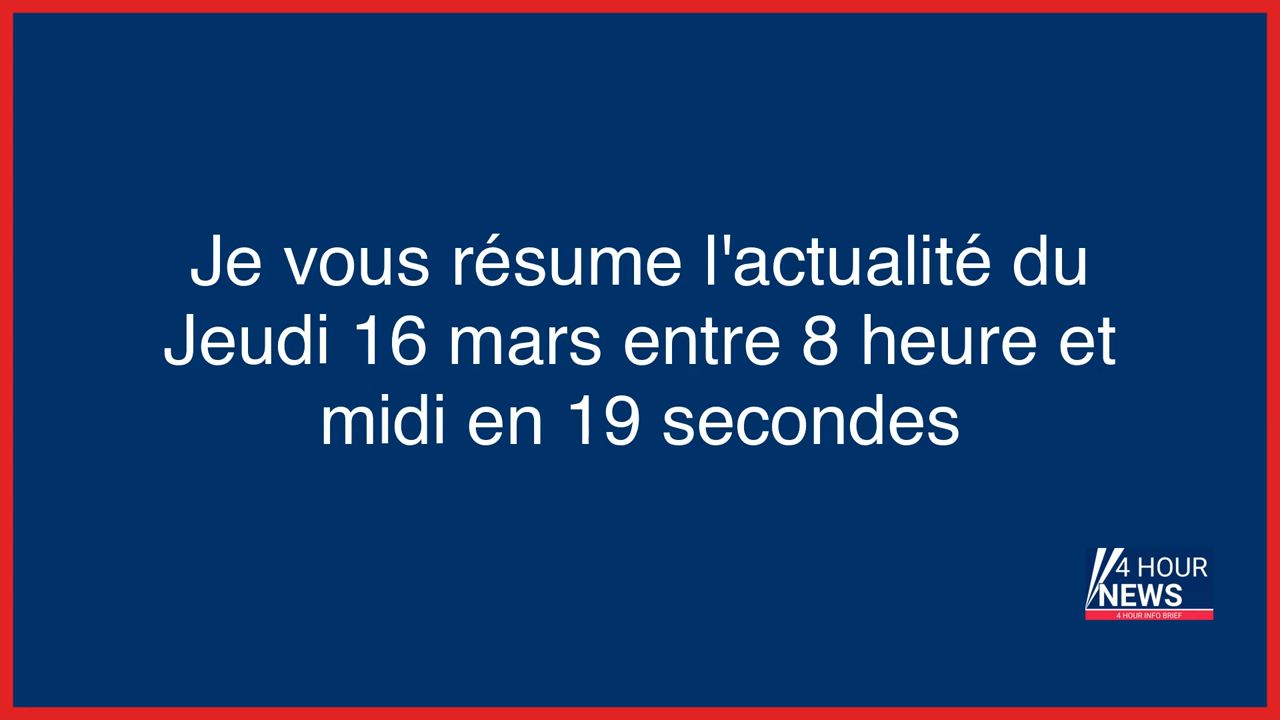 Je vous résume l'actualité du
Jeudi 16 mars entre 8 heure et
midi en 19 secondes
4 HOUR
NEWS
4 HOUR INFO BRIEF